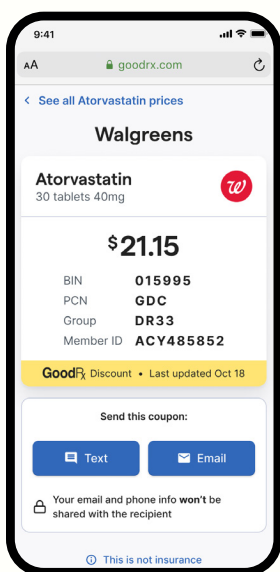 9:41
AA goodrx.com
< See all Atorvastatin prices
Walgreens
Atorvastatin
30 tablets 40mg
W
$21.15
BIN 015995
PCN GDC
Group DR33
Member ID ACY485852
GoodRx Discount • Last updated Oct 18
Send this coupon:
Text Email
Your email and phone info won't be
shared with the recipient
This is not insurance